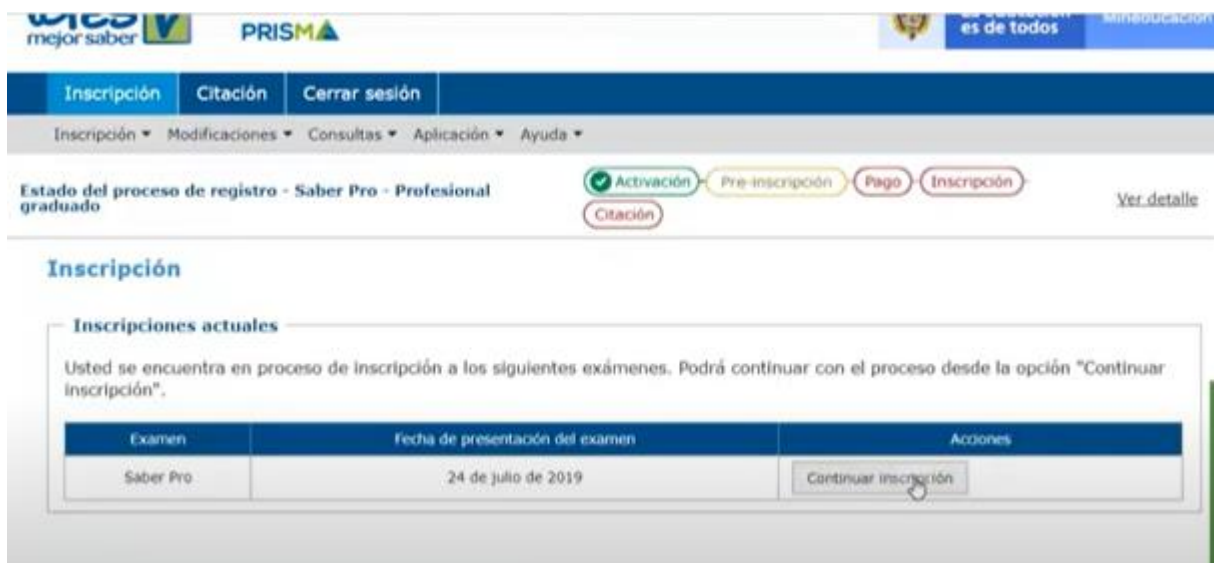 icfes
mejor saber
PRISMA
es de todos
Mineducación
Inscripción Citación Cerrar sesión
Inscripción Modificaciones Consultas Aplicación Ayuda
Estado del proceso de registro - Saber Pro - Profesional
graduado
Activación Pre-inscripción Pago Inscripción
Citación
Ver detalle
Inscripción
Inscripciones actuales
Usted se encuentra en proceso de inscripción a los siguientes exámenes. Podrá continuar con el proceso desde la opción "Continuar
inscripción".
Examen Fecha de presentación del examen Acciones
Saber Pro 24 de julio de 2019 Continuar inscripción